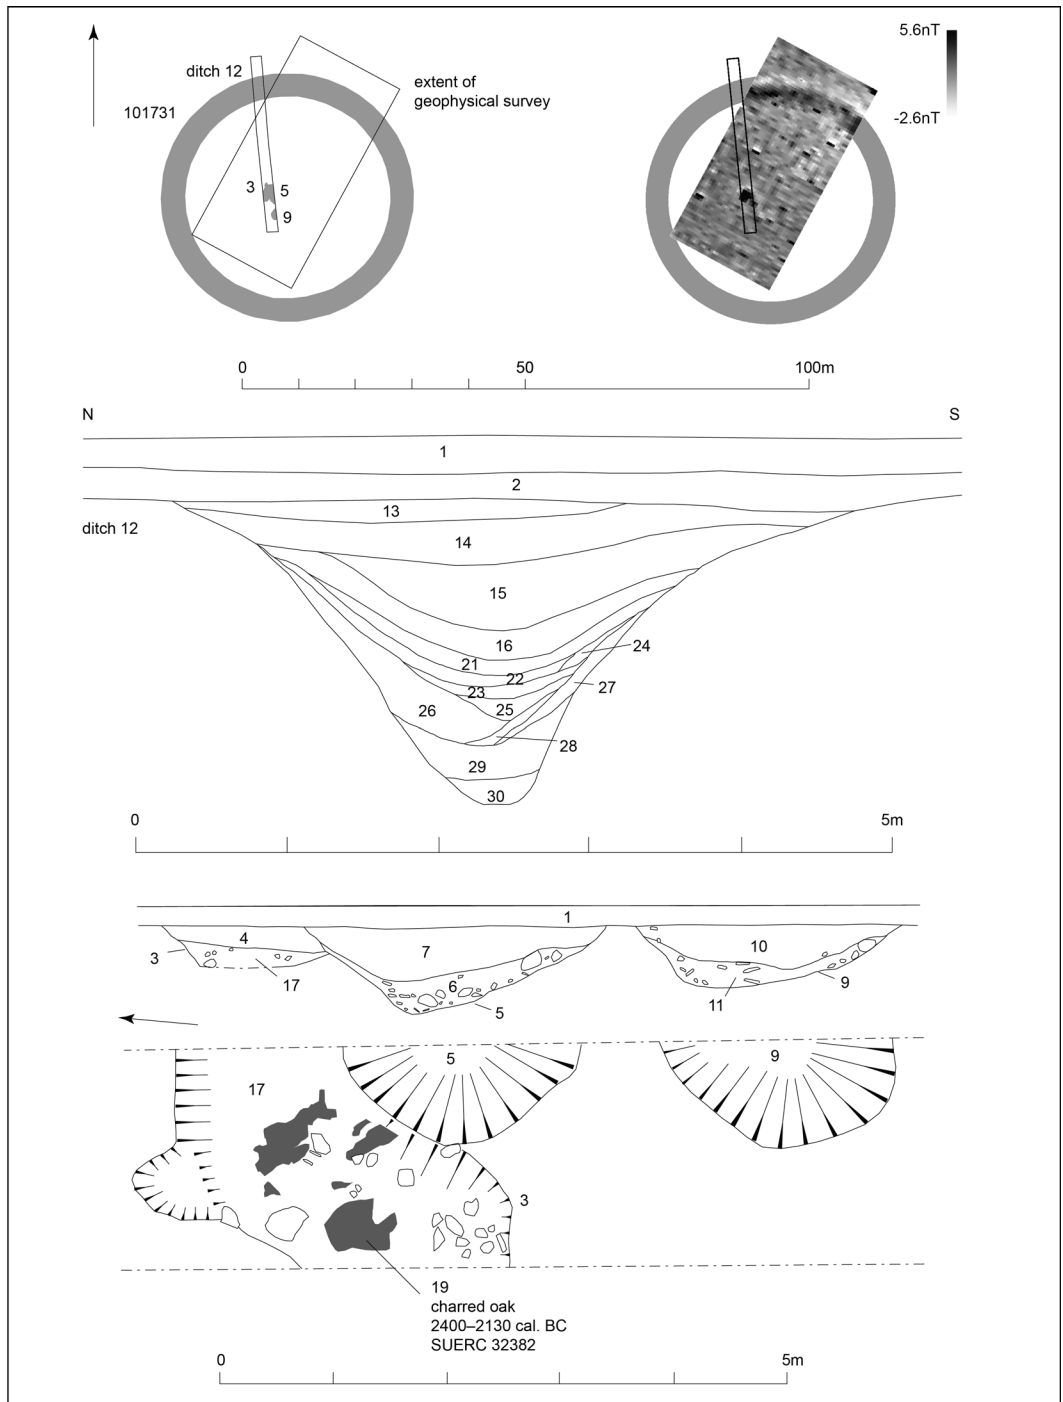 ditch 12
extent of
geophysical survey
101731
3
5
9
5.6nT
-2.6nT
0
50
100m
N
S
1
2
13
ditch 12
14
15
16
24
21
22
27
23
25
26
28
29
30
0
5m
1
4
7
10
3
17
6
5
11
9
5
9
17
3
19
charred oak
2400–2130 cal. BC
SUERC 32382
0
5m